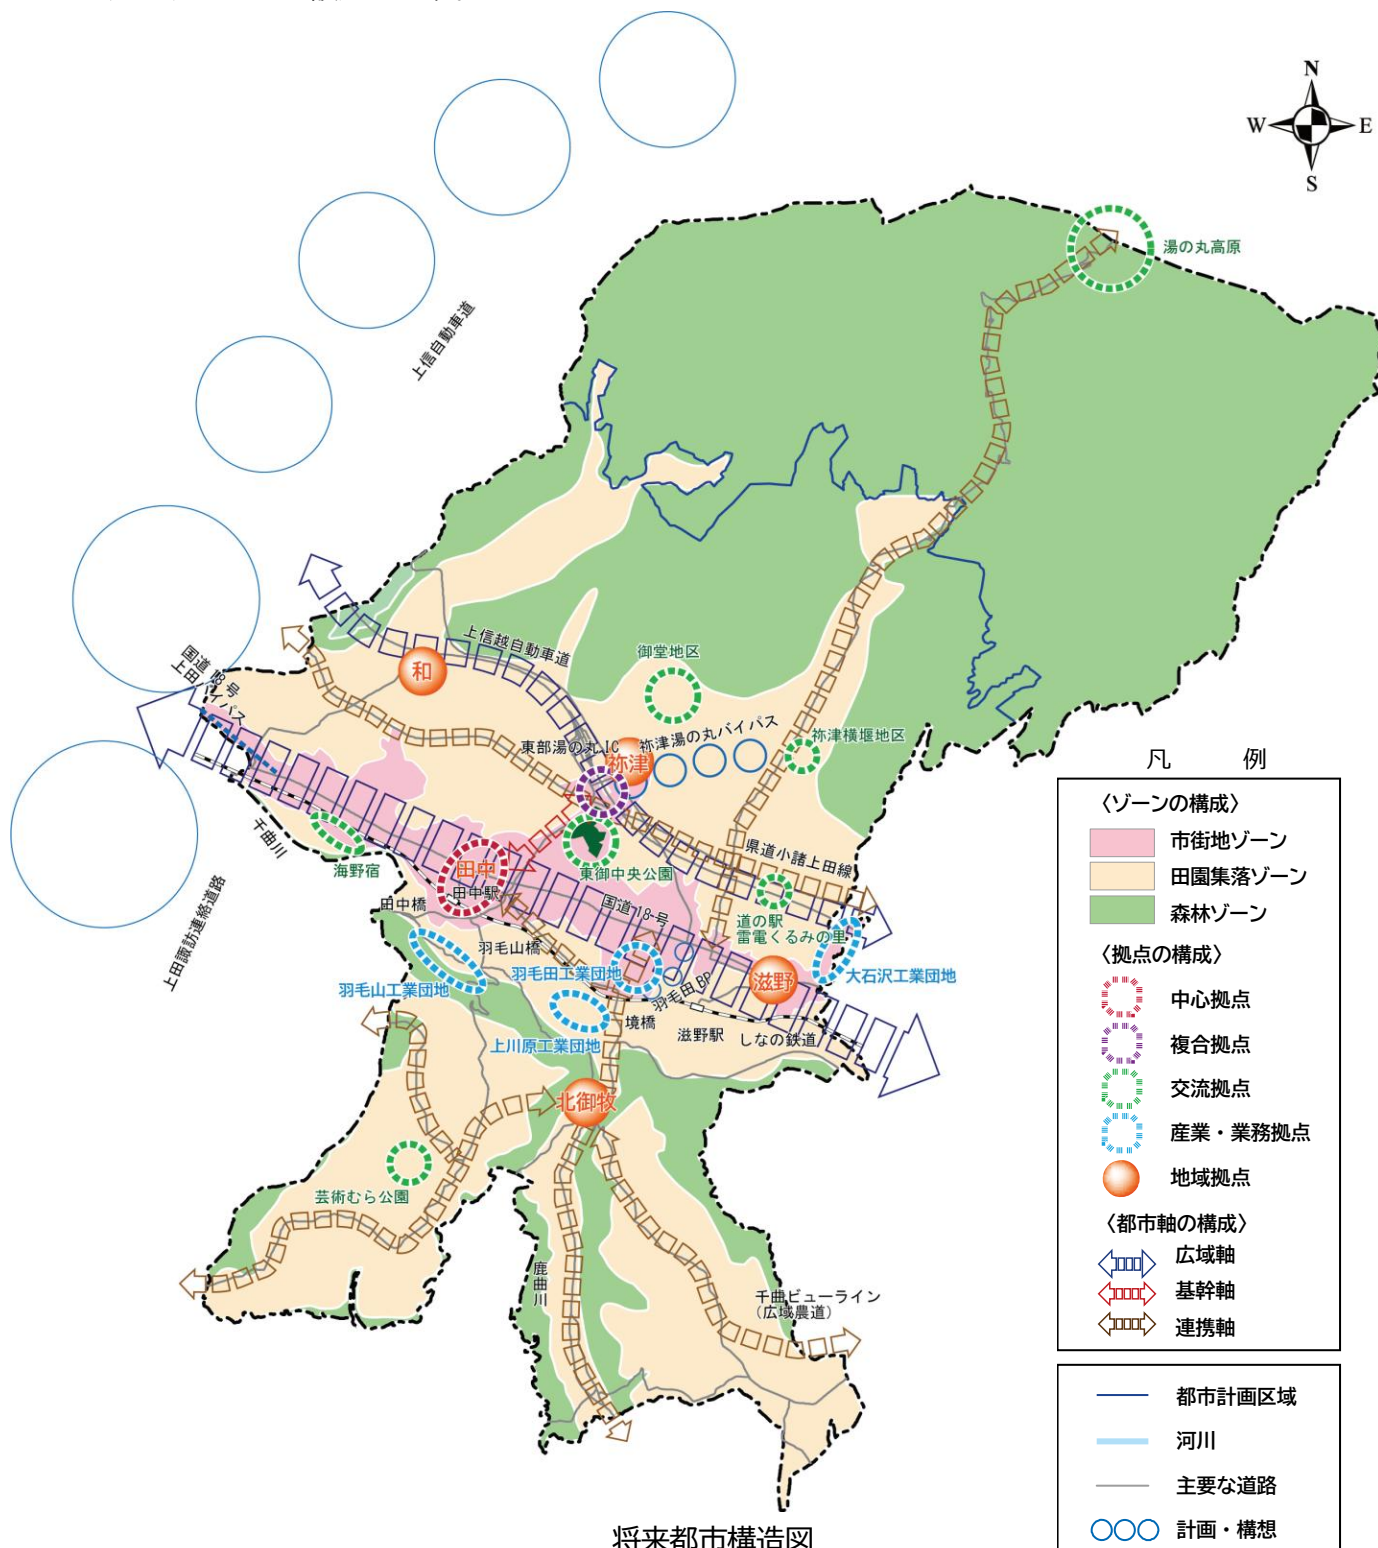 N
W
E
S
湯の丸高原
上信自動車道
上信越自動車道
和
国道18号
上田バイパス
御堂地区
東部湯の丸IC
祢津湯の丸バイパス
祢津
祢津横堰地区
千曲川
海野宿
田中
田中駅
東御中央公園
県道小諸上田線
上田諏訪連絡道路
田中橋
国道18号
道の駅
雷電くるみの里
羽毛山橋
羽毛田工業団地
羽毛山工業団地
羽毛田BP
滋野
大石沢工業団地
境橋
滋野駅
しなの鉄道
上川原工業団地
北御牧
芸術むら公園
鹿曲川
千曲ビューライン
(広域農道)
凡 例
〈ゾーンの構成〉
市街地ゾーン
田園集落ゾーン
森林ゾーン
〈拠点の構成〉
中心拠点
複合拠点
交流拠点
産業・業務拠点
地域拠点
〈都市軸の構成〉
広域軸
基幹軸
連携軸
都市計画区域
河川
主要な道路
計画・構想
将来都市構造図